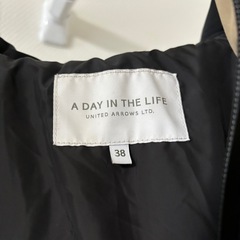 A DAY IN THE LIFE
UNITED ARROWS LTD.
38